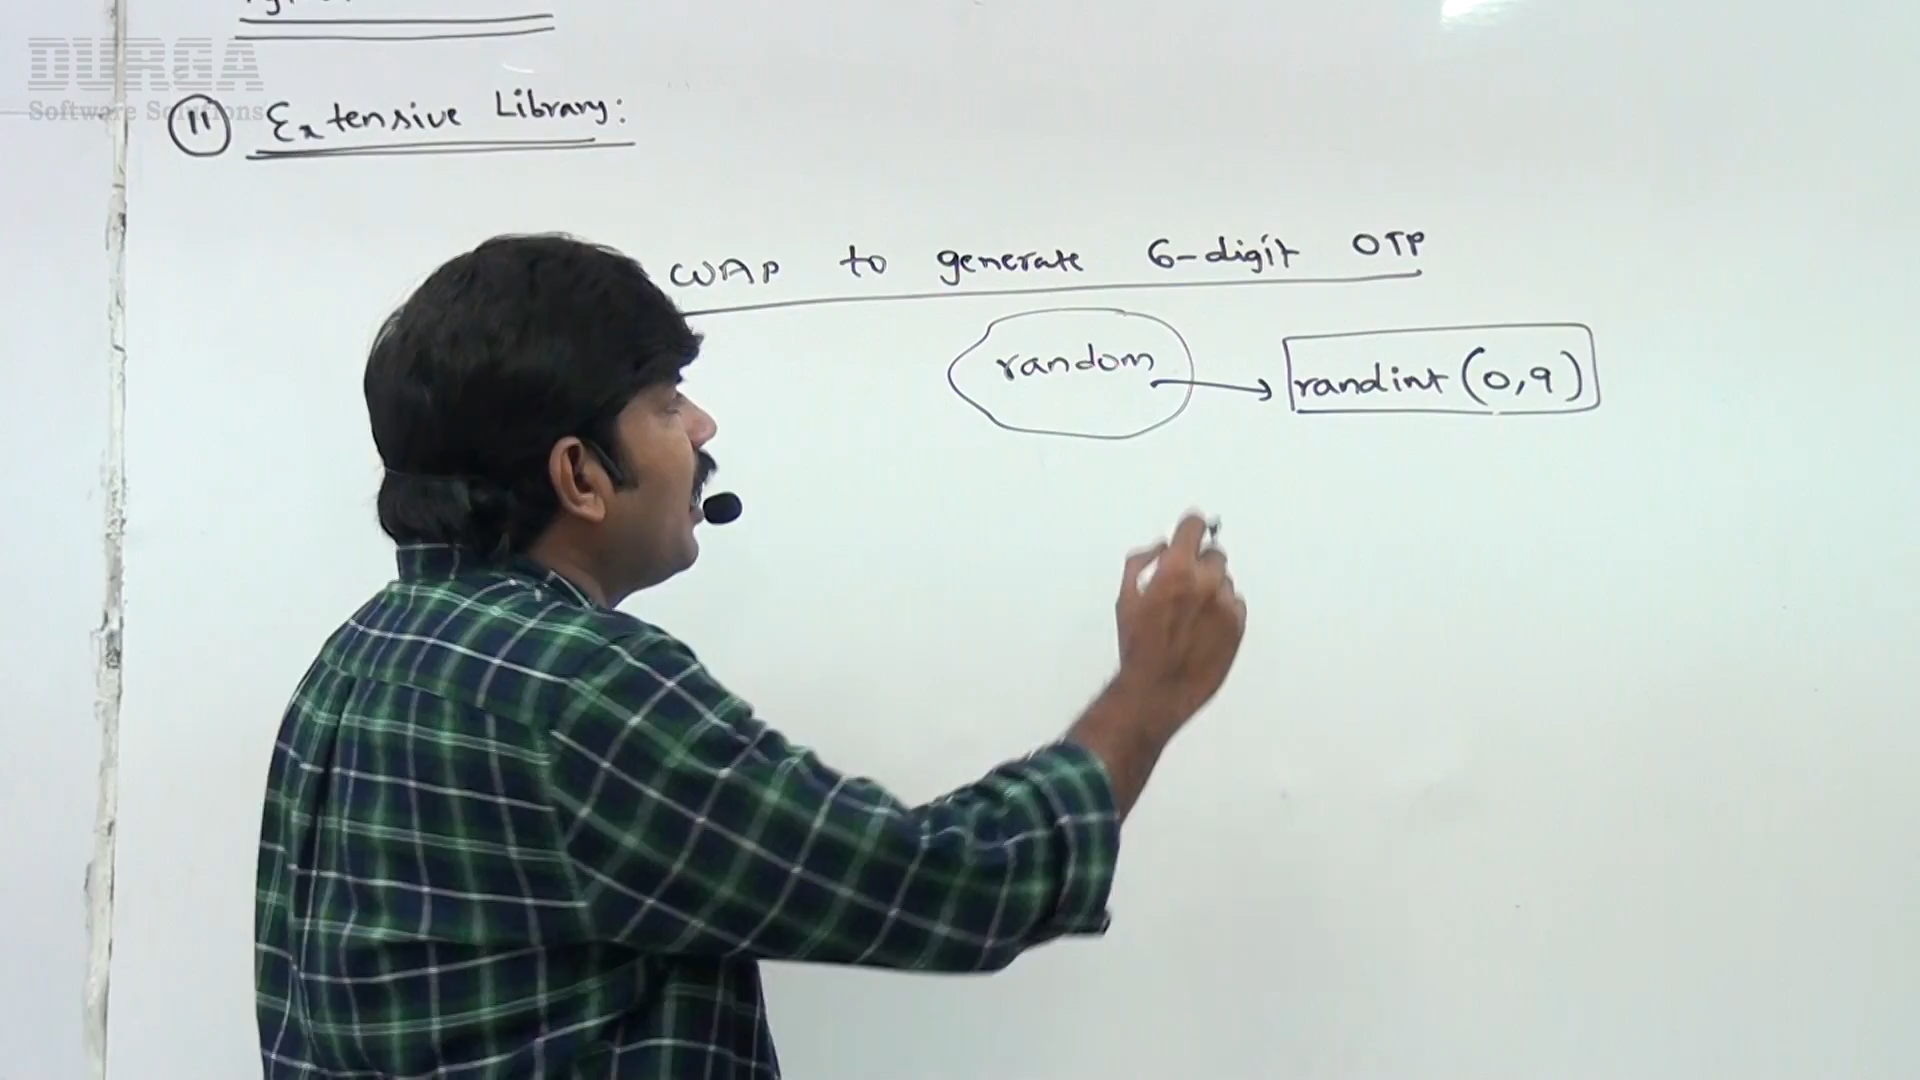 DURGA
Software Solutions
11 Extensive Library:
WAP to generate 6-digit OTP
random
randint (0,9)